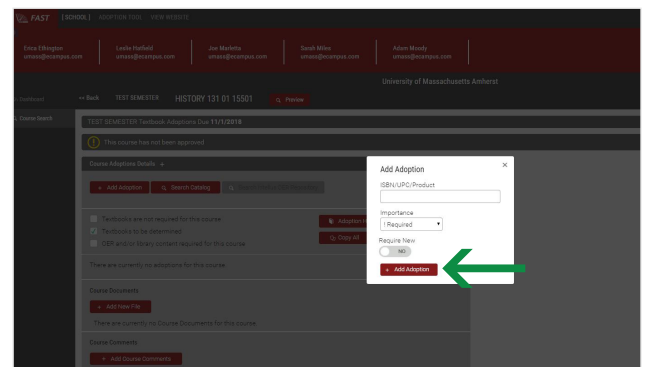 FAST [SCHOOL] ADOPTION TOOL VIEW WEBSITE
Erica Effington Leslie Hatfield Joe Marletta Sarah Miles Adam Moody
umass@ecampus.com umass@ecampus.com umass@ecampus.com umass@ecampus.com umass@ecampus.com
University of Massachusetts Amherst
Dashboard << Back TEST SEMESTER HISTORY 131 01 15501 Preview
Course Search
TEST SEMESTER Textbook Adoptions Due 11/1/2018
This course has not been approved
Course Adoptions Details
+ Add Adoption Search Catalog
Textbooks are not required for this course
Textbooks to be determined
OER and/or library content required for this course
Adoption H
Copy All
There are currently no adoptions for this course.
Course Documents
+ Add New File
There are currently no Course Documents for this course.
Course Comments
+ Add Course Comments
Add Adoption ×
ISBN/UPC/Product
Importance
! Required
Require New
NO
+ Add Adoption